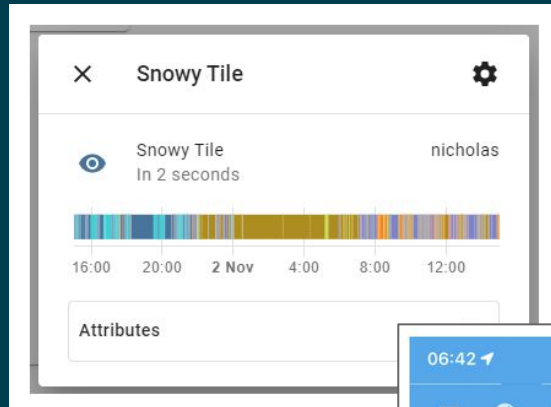 Snowy Tile
Snowy Tile nicholas
In 2 seconds
16:00 20:00 2 Nov 4:00 8:00 12:00
Attributes
06:42